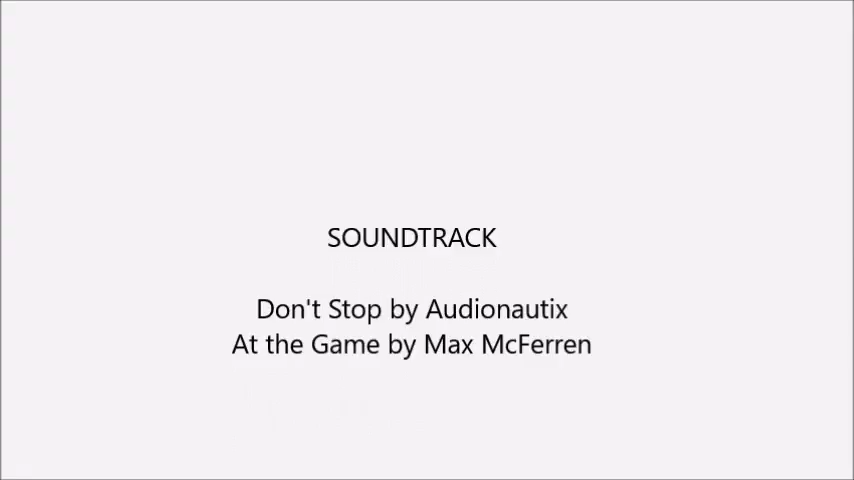 SOUNDTRACK
Don't Stop by Audionautix
At the Game by Max McFerren